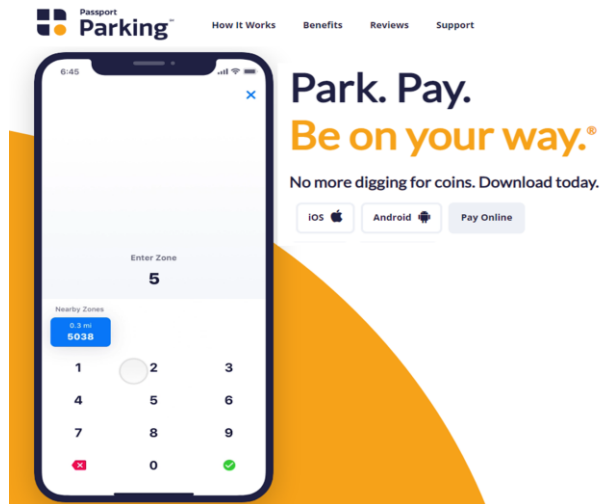 Passport
Parking™
How It Works
Benefits
Reviews
Support
6:45
Park. Pay.
Be on your way.®
No more digging for coins. Download today.
iOS
Android
Pay Online
Enter Zone
5
Nearby Zones
0.3 mi
5038
1 2 3
4 5 6
7 8 9
0